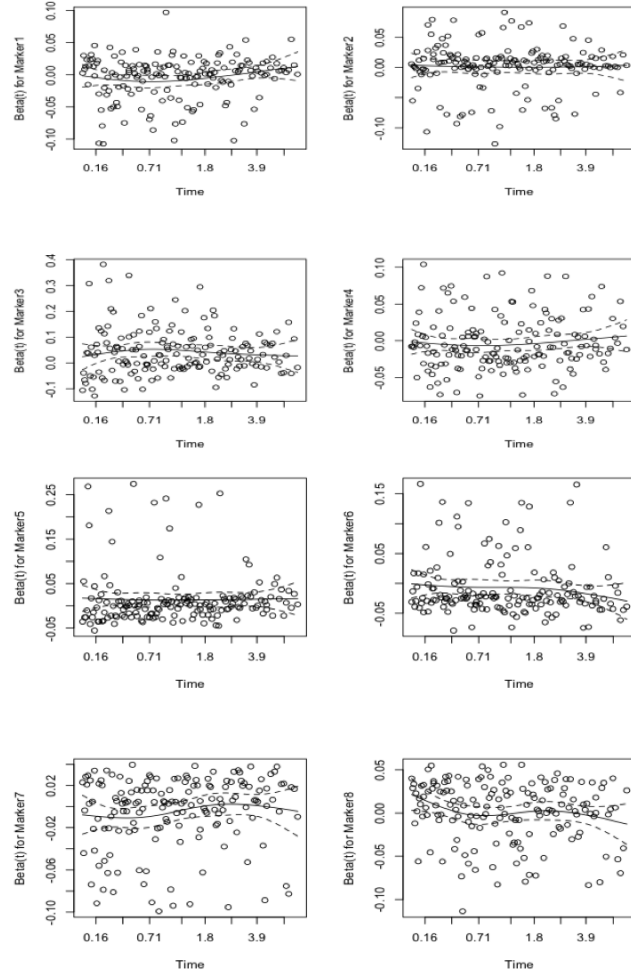 Beta(t) for Marker1
0.10
0.05
0.00
-0.05
-0.10
0.16 0.71 1.8 3.9
Time
Beta(t) for Marker2
0.05
0.00
-0.10
0.16 0.71 1.8 3.9
Time
Beta(t) for Marker3
0.4
0.3
0.2
0.1
0.0
-0.1
0.16 0.71 1.8 3.9
Time
Beta(t) for Marker4
0.10
0.05
0.00
-0.05
0.16 0.71 1.8 3.9
Time
Beta(t) for Marker5
0.25
0.15
0.05
-0.05
0.16 0.71 1.8 3.9
Time
Beta(t) for Marker6
0.15
0.05
-0.05
0.16 0.71 1.8 3.9
Time
Beta(t) for Marker7
0.02
-0.02
-0.06
-0.10
0.16 0.71 1.8 3.9
Time
Beta(t) for Marker8
0.05
0.00
-0.05
-0.10
0.16 0.71 1.8 3.9
Time